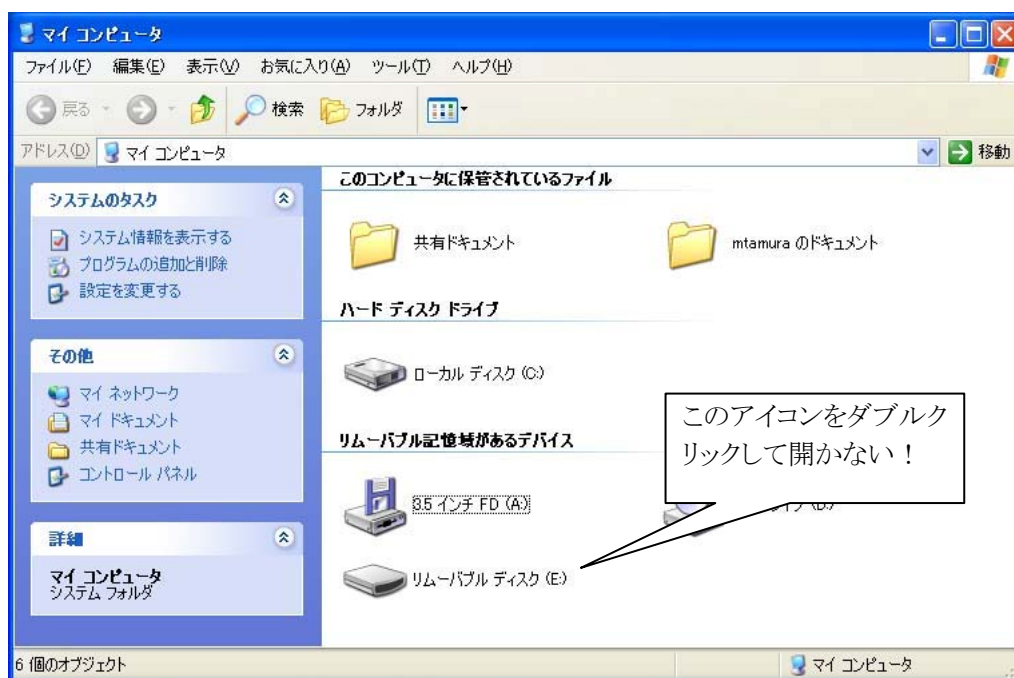 マイ コンピュータ
ファイル(F) 編集(E) 表示(V) お気に入り(A) ツール(T) ヘルプ(H)
戻る 検索 フォルダ
アドレス(D) マイ コンピュータ 移動
システムのタスク
システム情報を表示する
プログラムの追加と削除
設定を変更する
その他
マイ ネットワーク
マイ ドキュメント
共有ドキュメント
コントロール パネル
詳細
マイ コンピュータ
システム フォルダ
このコンピュータに保管されているファイル
共有ドキュメント mtamura のドキュメント
ハード ディスク ドライブ
ローカル ディスク (C:)
リムーバブル記憶域があるデバイス
3.5 インチ FD (A:)
リムーバブル ディスク (E:)
このアイコンをダブルク
リックして開かない！
6 個のオブジェクト マイ コンピュータ